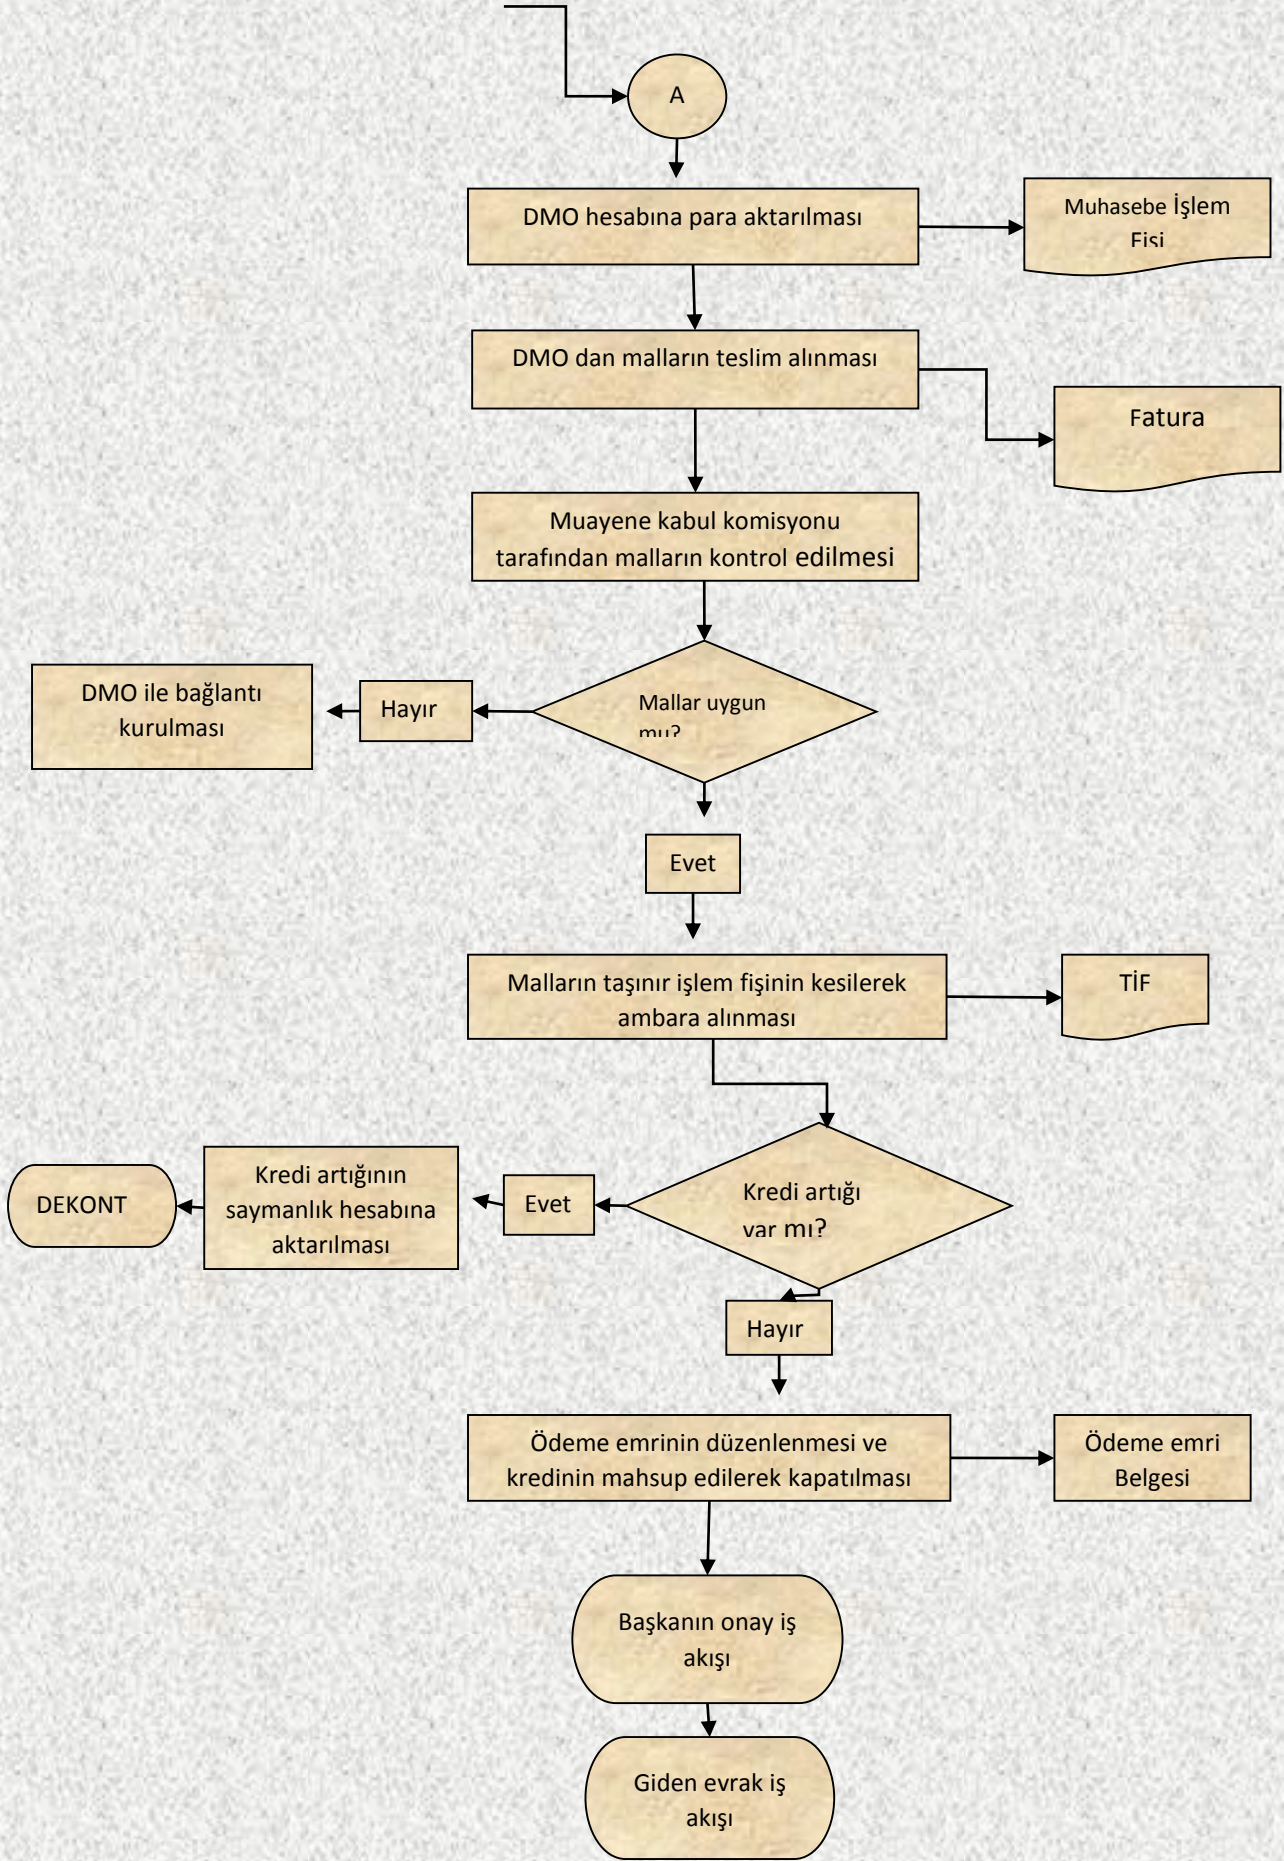 A
DMO hesabına para aktarılması
Muhasebe İşlem
Fişi
DMO dan malların teslim alınması
Fatura
Muayene kabul komisyonu
tarafından malların kontrol edilmesi
DMO ile bağlantı
kurulması
Hayır
Mallar uygun
mu?
Evet
Malların taşınır işlem fişinin kesilerek
ambara alınması
TİF
DEKONT
Kredi artığının
saymanlık hesabına
aktarılması
Evet
Kredi artığı
var mı?
Hayır
Ödeme emrinin düzenlenmesi ve
kredinin mahsup edilerek kapatılması
Ödeme emri
Belgesi
Başkanın onay iş
akışı
Giden evrak iş
akışı